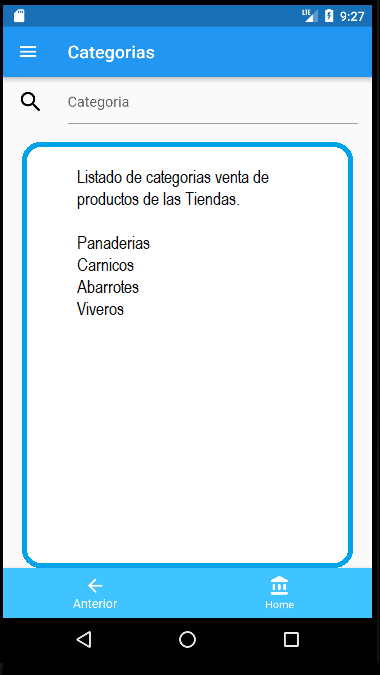 LTE 9:27
Categorias
Categoria
Listado de categorias venta de
productos de las Tiendas.
Panaderias
Carnicos
Abarrotes
Viveros
Anterior
Home